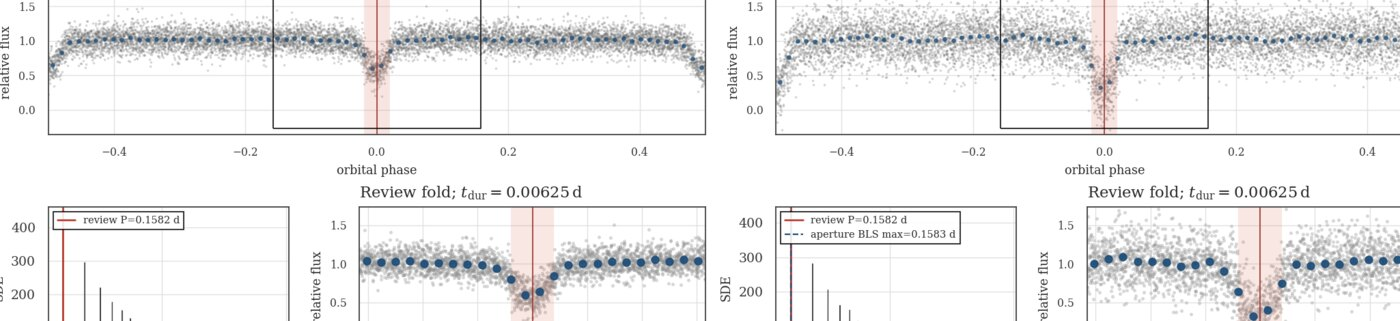 1.5
1.0
0.5
0.0
relative flux
−0.4
−0.2
0.0
0.2
0.4
orbital phase
1.5
1.0
0.5
0.0
relative flux
−0.4
−0.2
0.0
0.2
0.4
orbital phase
400
300
200
SDE
review P=0.1582 d
Review fold; tdur = 0.00625 d
1.5
1.0
0.5
relative flux
400
300
200
SDE
review P=0.1582 d
aperture BLS max=0.1583 d
Review fold; tdur = 0.00625 d
1.5
1.0
0.5
relative flux